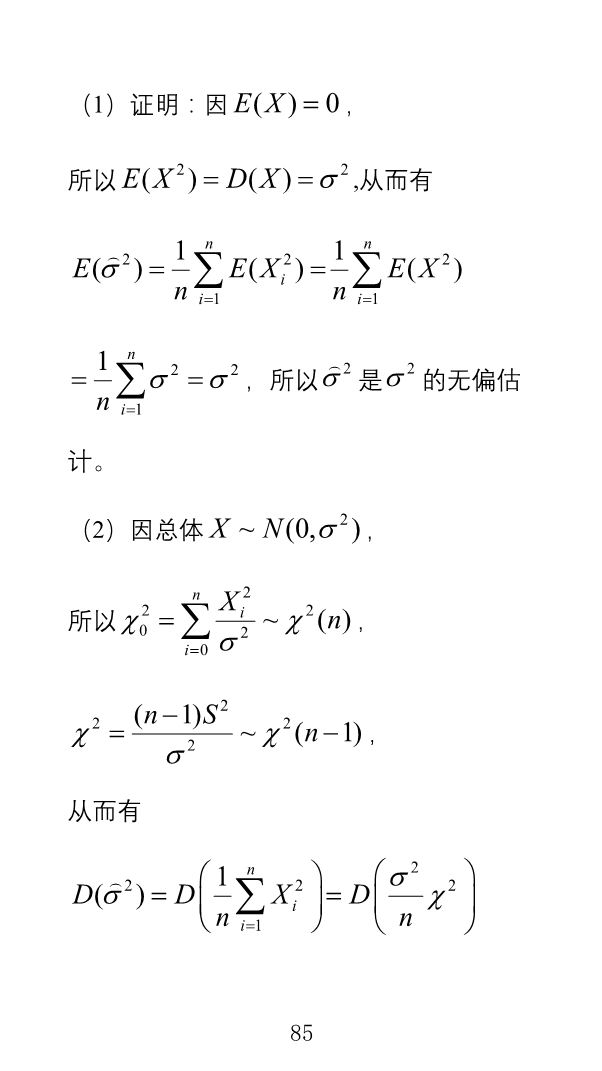 （1）证明：因 $E(X)=0$，
所以 $E(X^2)=D(X)=\sigma^2$,从而有
$E(\widehat{\sigma}^2)=\frac{1}{n}\sum_{i=1}^{n}E(X_i^2)=\frac{1}{n}\sum_{i=1}^{n}E(X^2)$
$=\frac{1}{n}\sum_{i=1}^{n}\sigma^2=\sigma^2$，所以 $\widehat{\sigma}^2$ 是 $\sigma^2$ 的无偏估
计。
（2）因总体 $X\sim N(0,\sigma^2)$，
所以 $\chi_0^2=\sum_{i=0}^{n}\frac{X_i^2}{\sigma^2}\sim\chi^2(n)$，
$\chi^2=\frac{(n-1)S^2}{\sigma^2}\sim\chi^2(n-1)$，
从而有
$D(\widehat{\sigma}^2)=D\left(\frac{1}{n}\sum_{i=1}^{n}X_i^2\right)=D\left(\frac{\sigma^2}{n}\chi^2\right)$
85